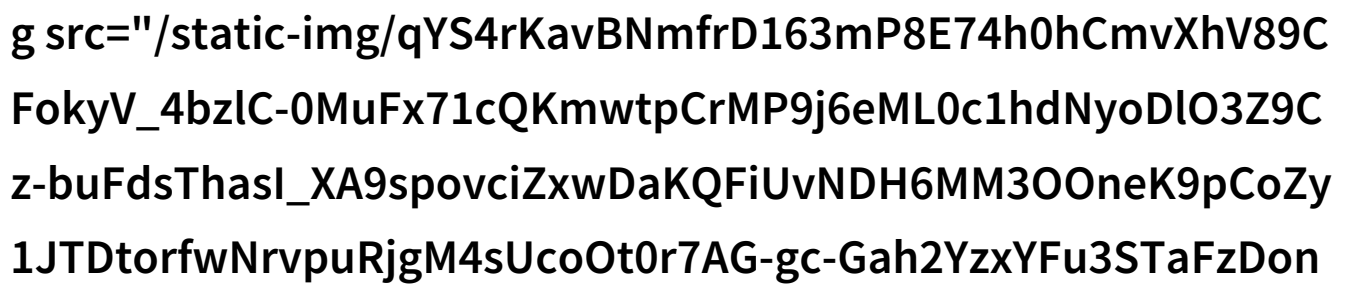 g src="/static-img/qYS4rKavBNmfrD163mP8E74h0hCmvXhV89C
FokyV_4bzlC-0MuFx71cQKmwtpCrMP9j6eML0c1hdNyoDlO3Z9C
z-buFdsThasI_XA9spovciZxwDaKQFiUvNDH6MM3OOneK9pCoZy
1JTDtorfwNrvpuRjgM4sUcoOt0r7AG-gc-Gah2YzxYFu3STaFzDon